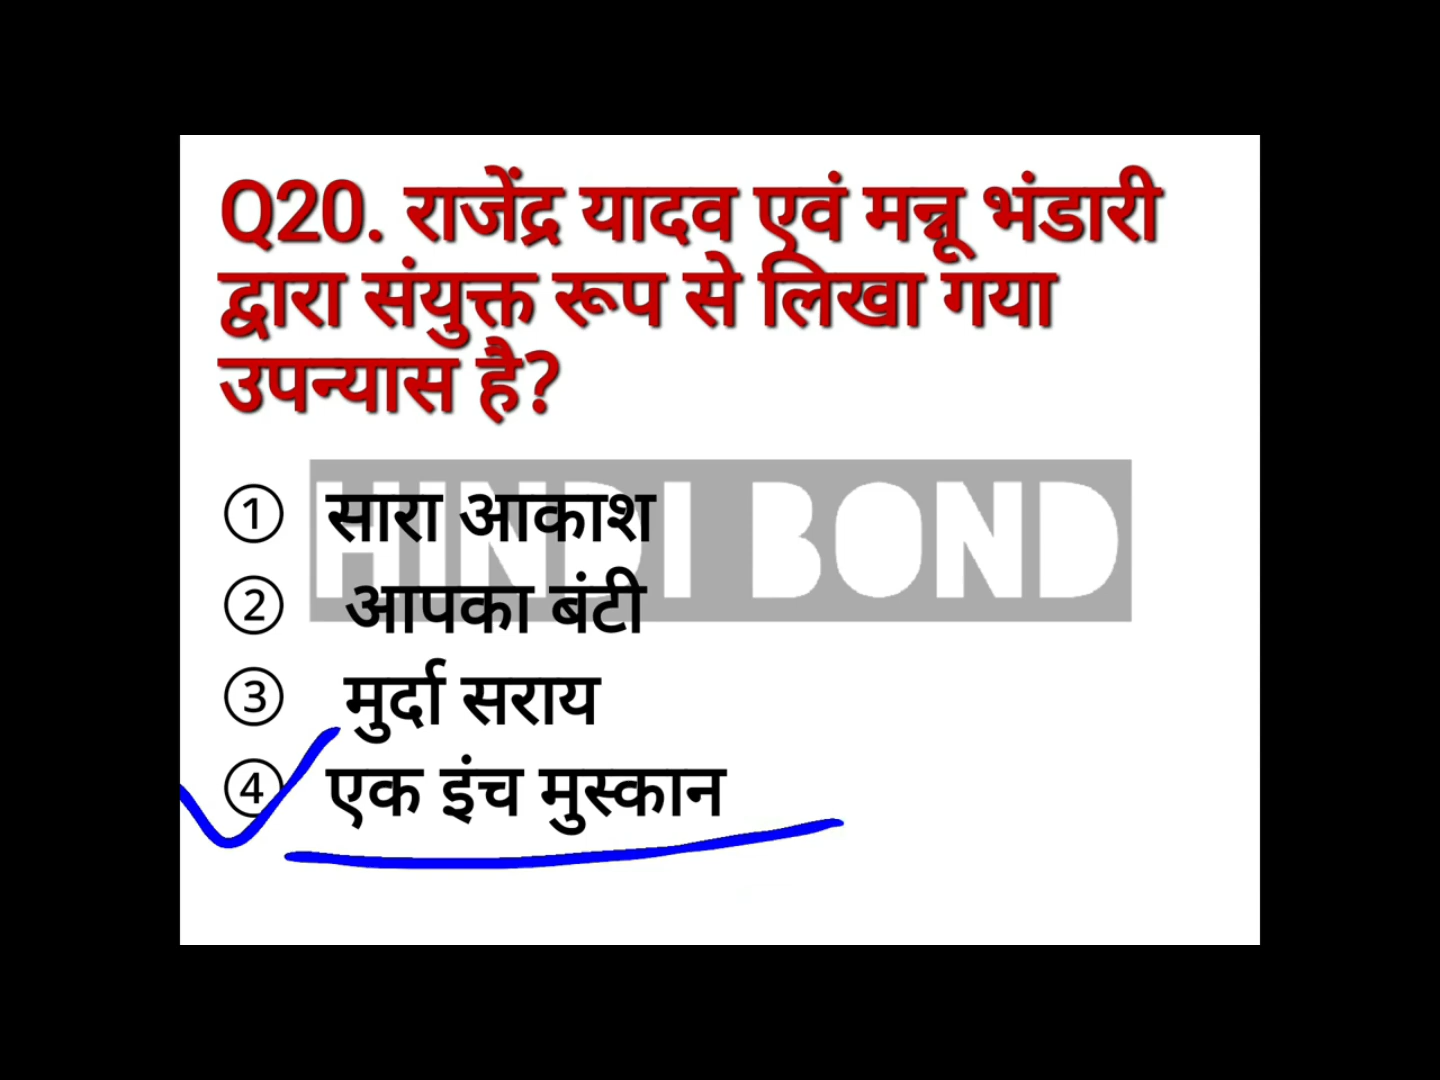 Q20. राजेंद्र यादव एवं मन्नू भंडारी
द्वारा संयुक्त रूप से लिखा गया
उपन्यास है?
HINDI BOND
① सारा आकाश
② आपका बंटी
③ मुर्दा सराय
④ एक इंच मुस्कान